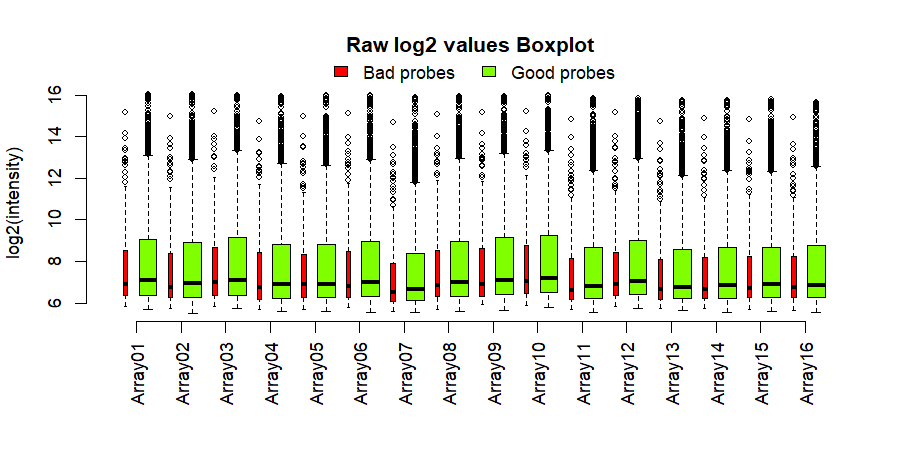 Raw log2 values Boxplot
Bad probes Good probes
log2(intensity)
16
14
12
10
8
6
Array01 Array02 Array03 Array04 Array05 Array06 Array07 Array08 Array09 Array10 Array11 Array12 Array13 Array14 Array15 Array16